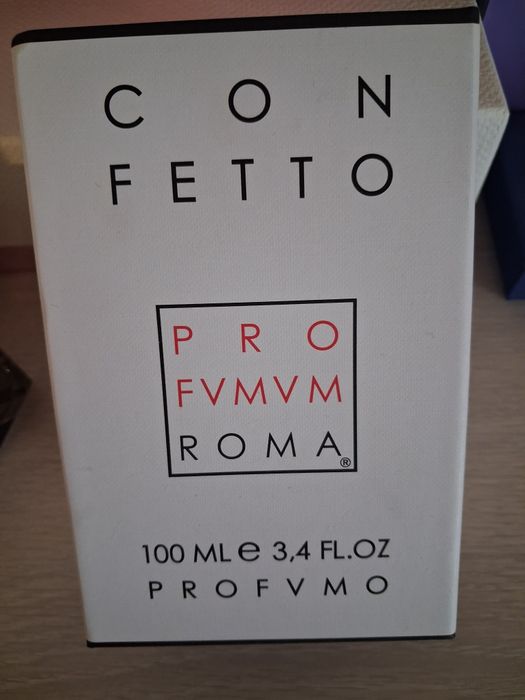 CON
FETTO
PRO
FVMVM
ROMA®
100 ML e 3,4 FL.OZ
PROFVMO